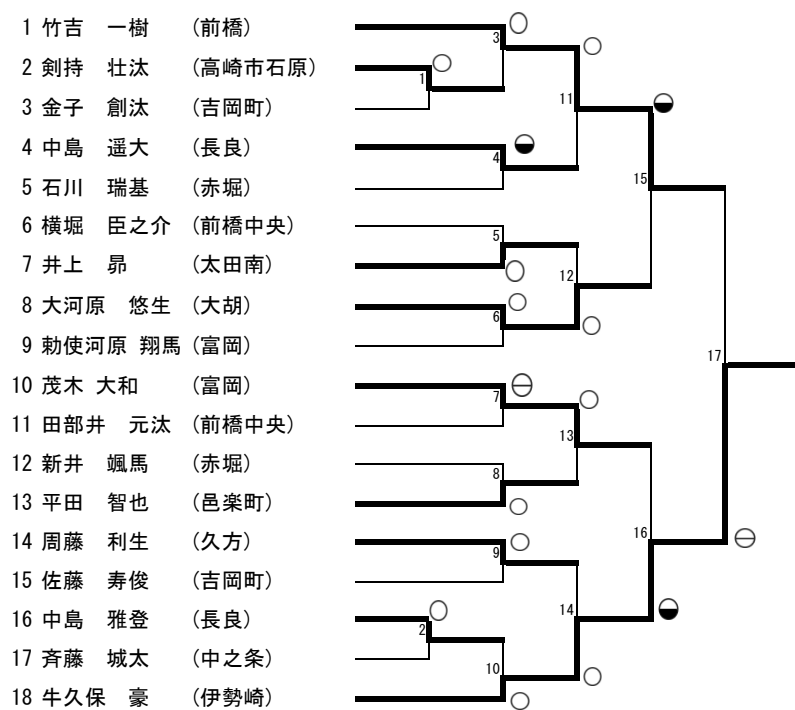 1 竹吉 一樹 (前橋)
2 剣持 壮汰 (高崎市石原)
3 金子 創汰 (吉岡町)
4 中島 遥大 (長良)
5 石川 瑞基 (赤堀)
6 横堀 臣之介 (前橋中央)
7 井上 昴 (太田南)
8 大河原 悠生 (大胡)
9 勅使河原 翔馬 (富岡)
10 茂木 大和 (富岡)
11 田部井 元汰 (前橋中央)
12 新井 颯馬 (赤堀)
13 平田 智也 (邑楽町)
14 周藤 利生 (久方)
15 佐藤 寿俊 (吉岡町)
16 中島 雅登 (長良)
17 斉藤 城太 (中之条)
18 牛久保 豪 (伊勢崎)
3
1
11
4
15
5
12
6
17
7
13
8
16
9
14
2
10